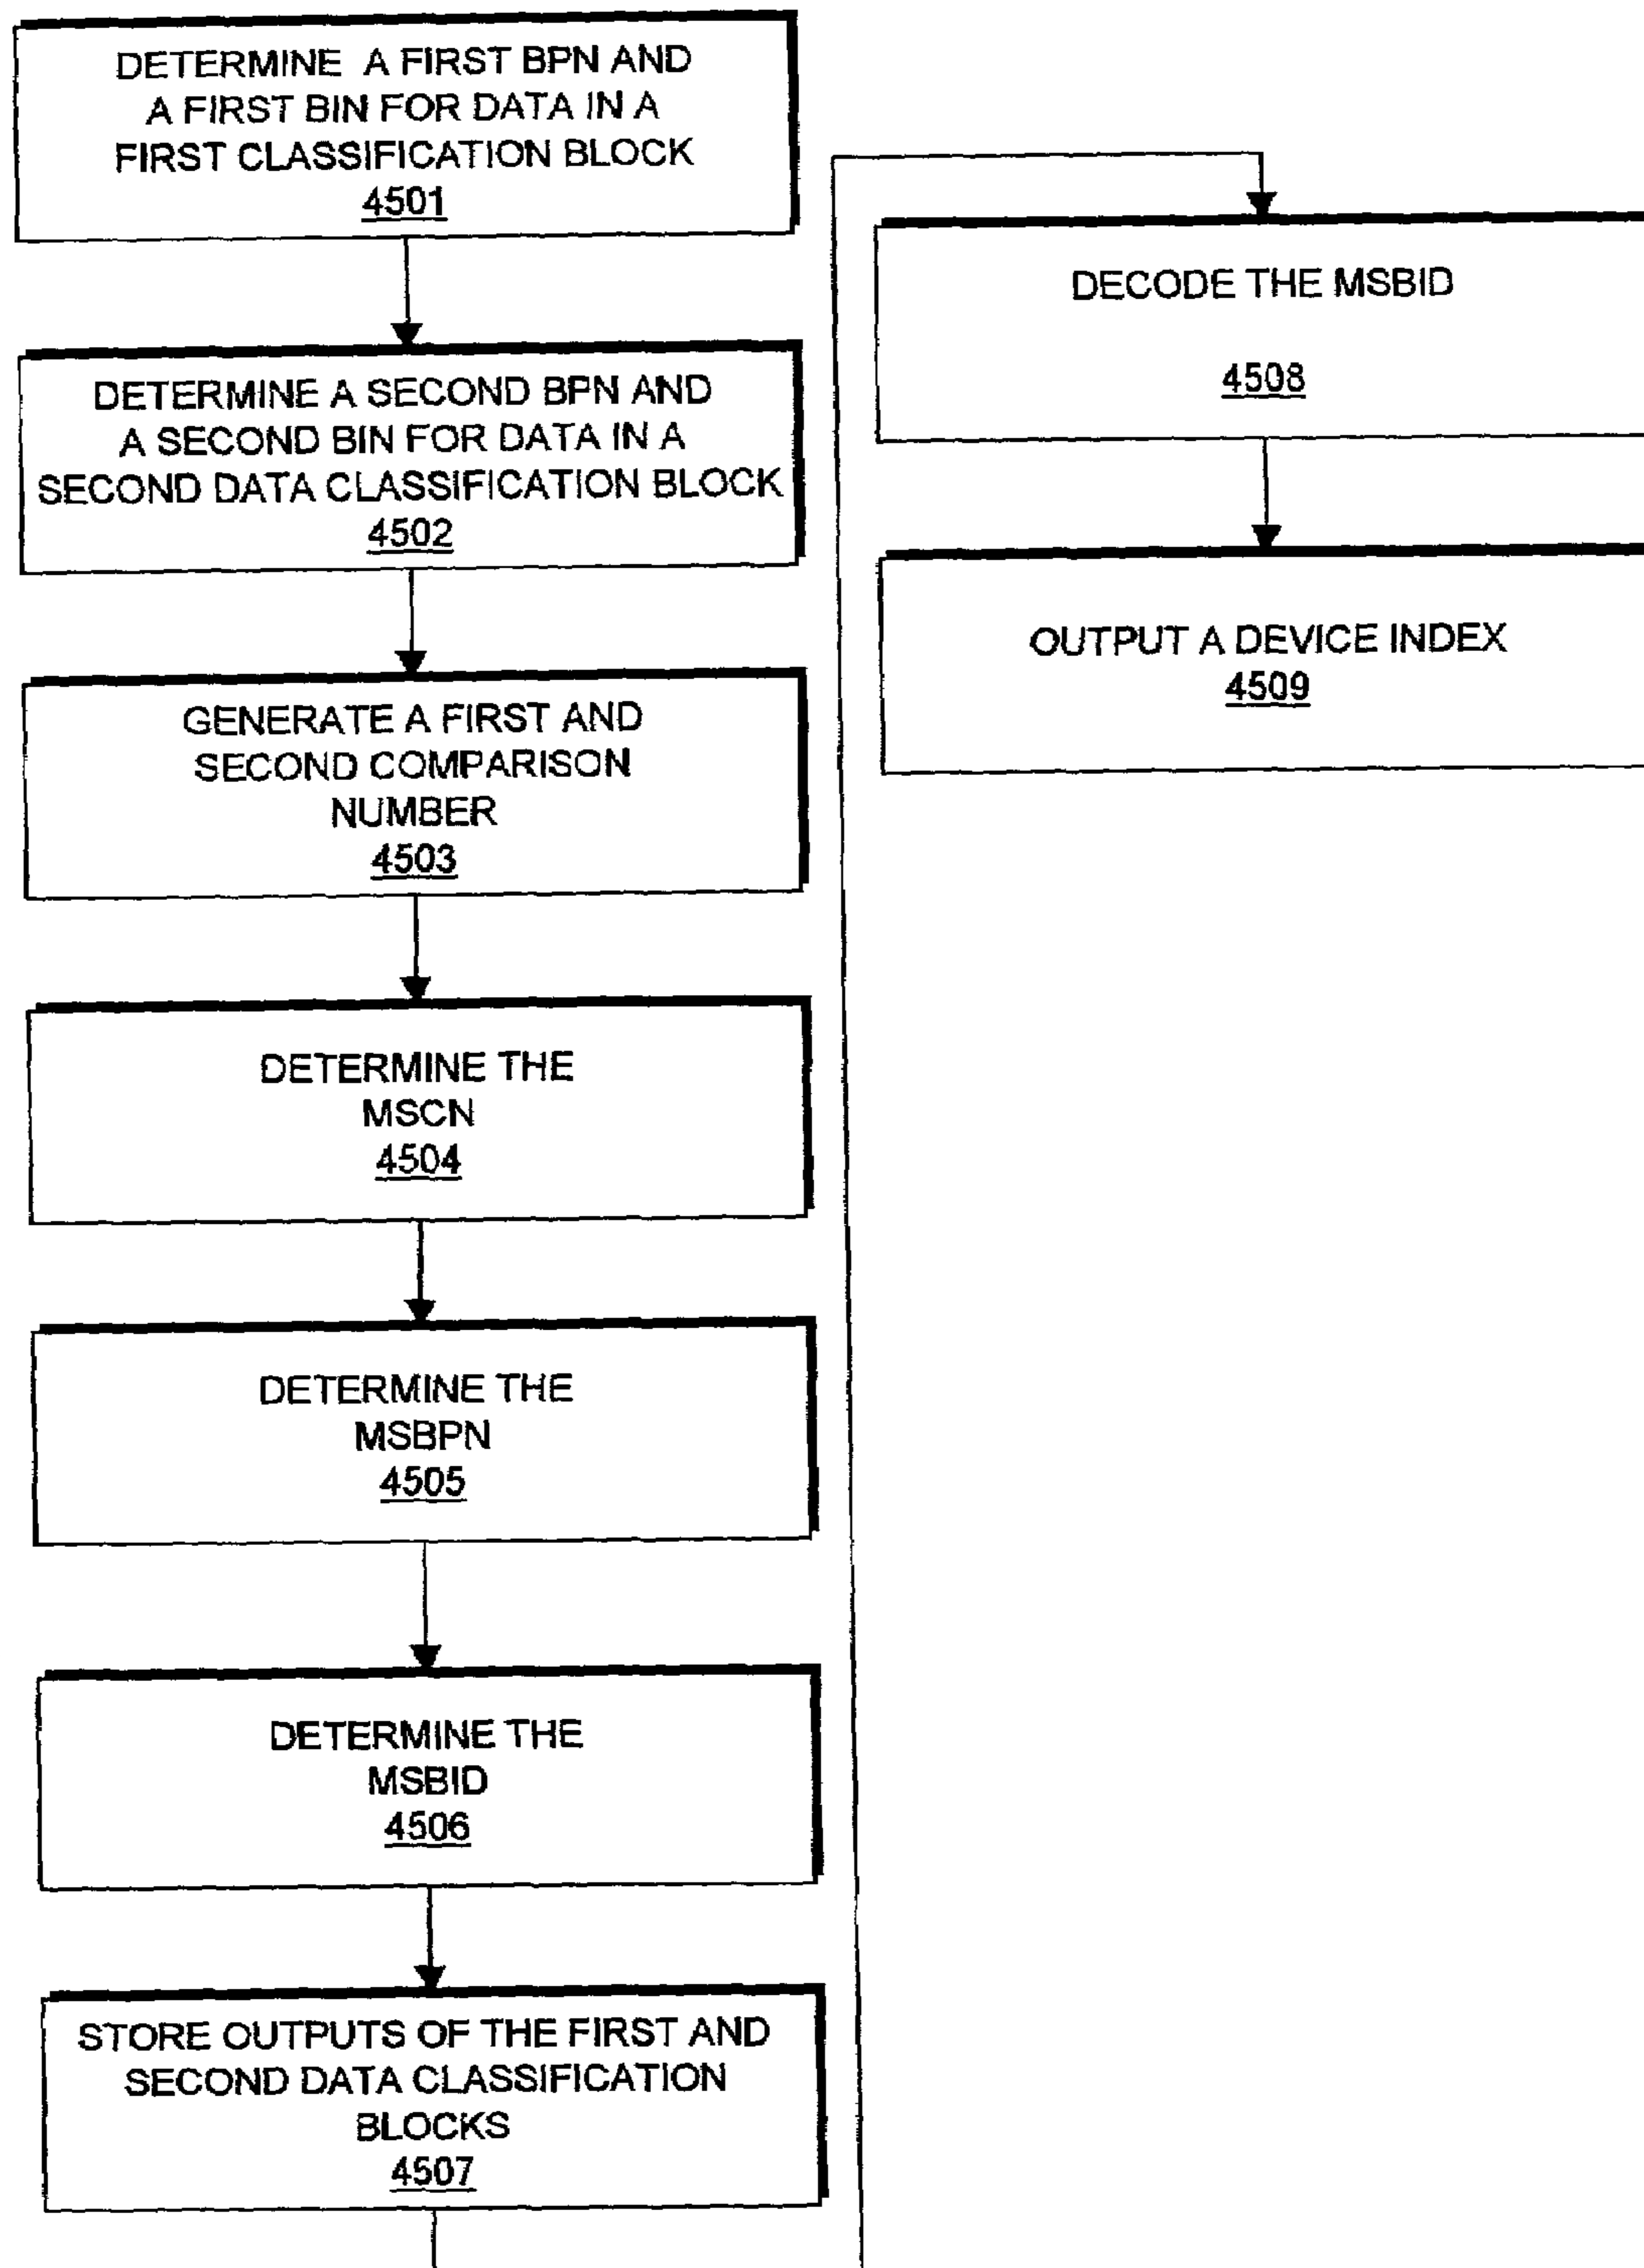 DETERMINE A FIRST BPN AND
A FIRST BIN FOR DATA IN A
FIRST CLASSIFICATION BLOCK
4501
DETERMINE A SECOND BPN AND
A SECOND BIN FOR DATA IN A
SECOND DATA CLASSIFICATION BLOCK
4502
GENERATE A FIRST AND
SECOND COMPARISON
NUMBER
4503
DETERMINE THE
MSCN
4504
DETERMINE THE
MSBPN
4505
DETERMINE THE
MSBID
4506
STORE OUTPUTS OF THE FIRST AND
SECOND DATA CLASSIFICATION
BLOCKS
4507
DECODE THE MSBID
4508
OUTPUT A DEVICE INDEX
4509